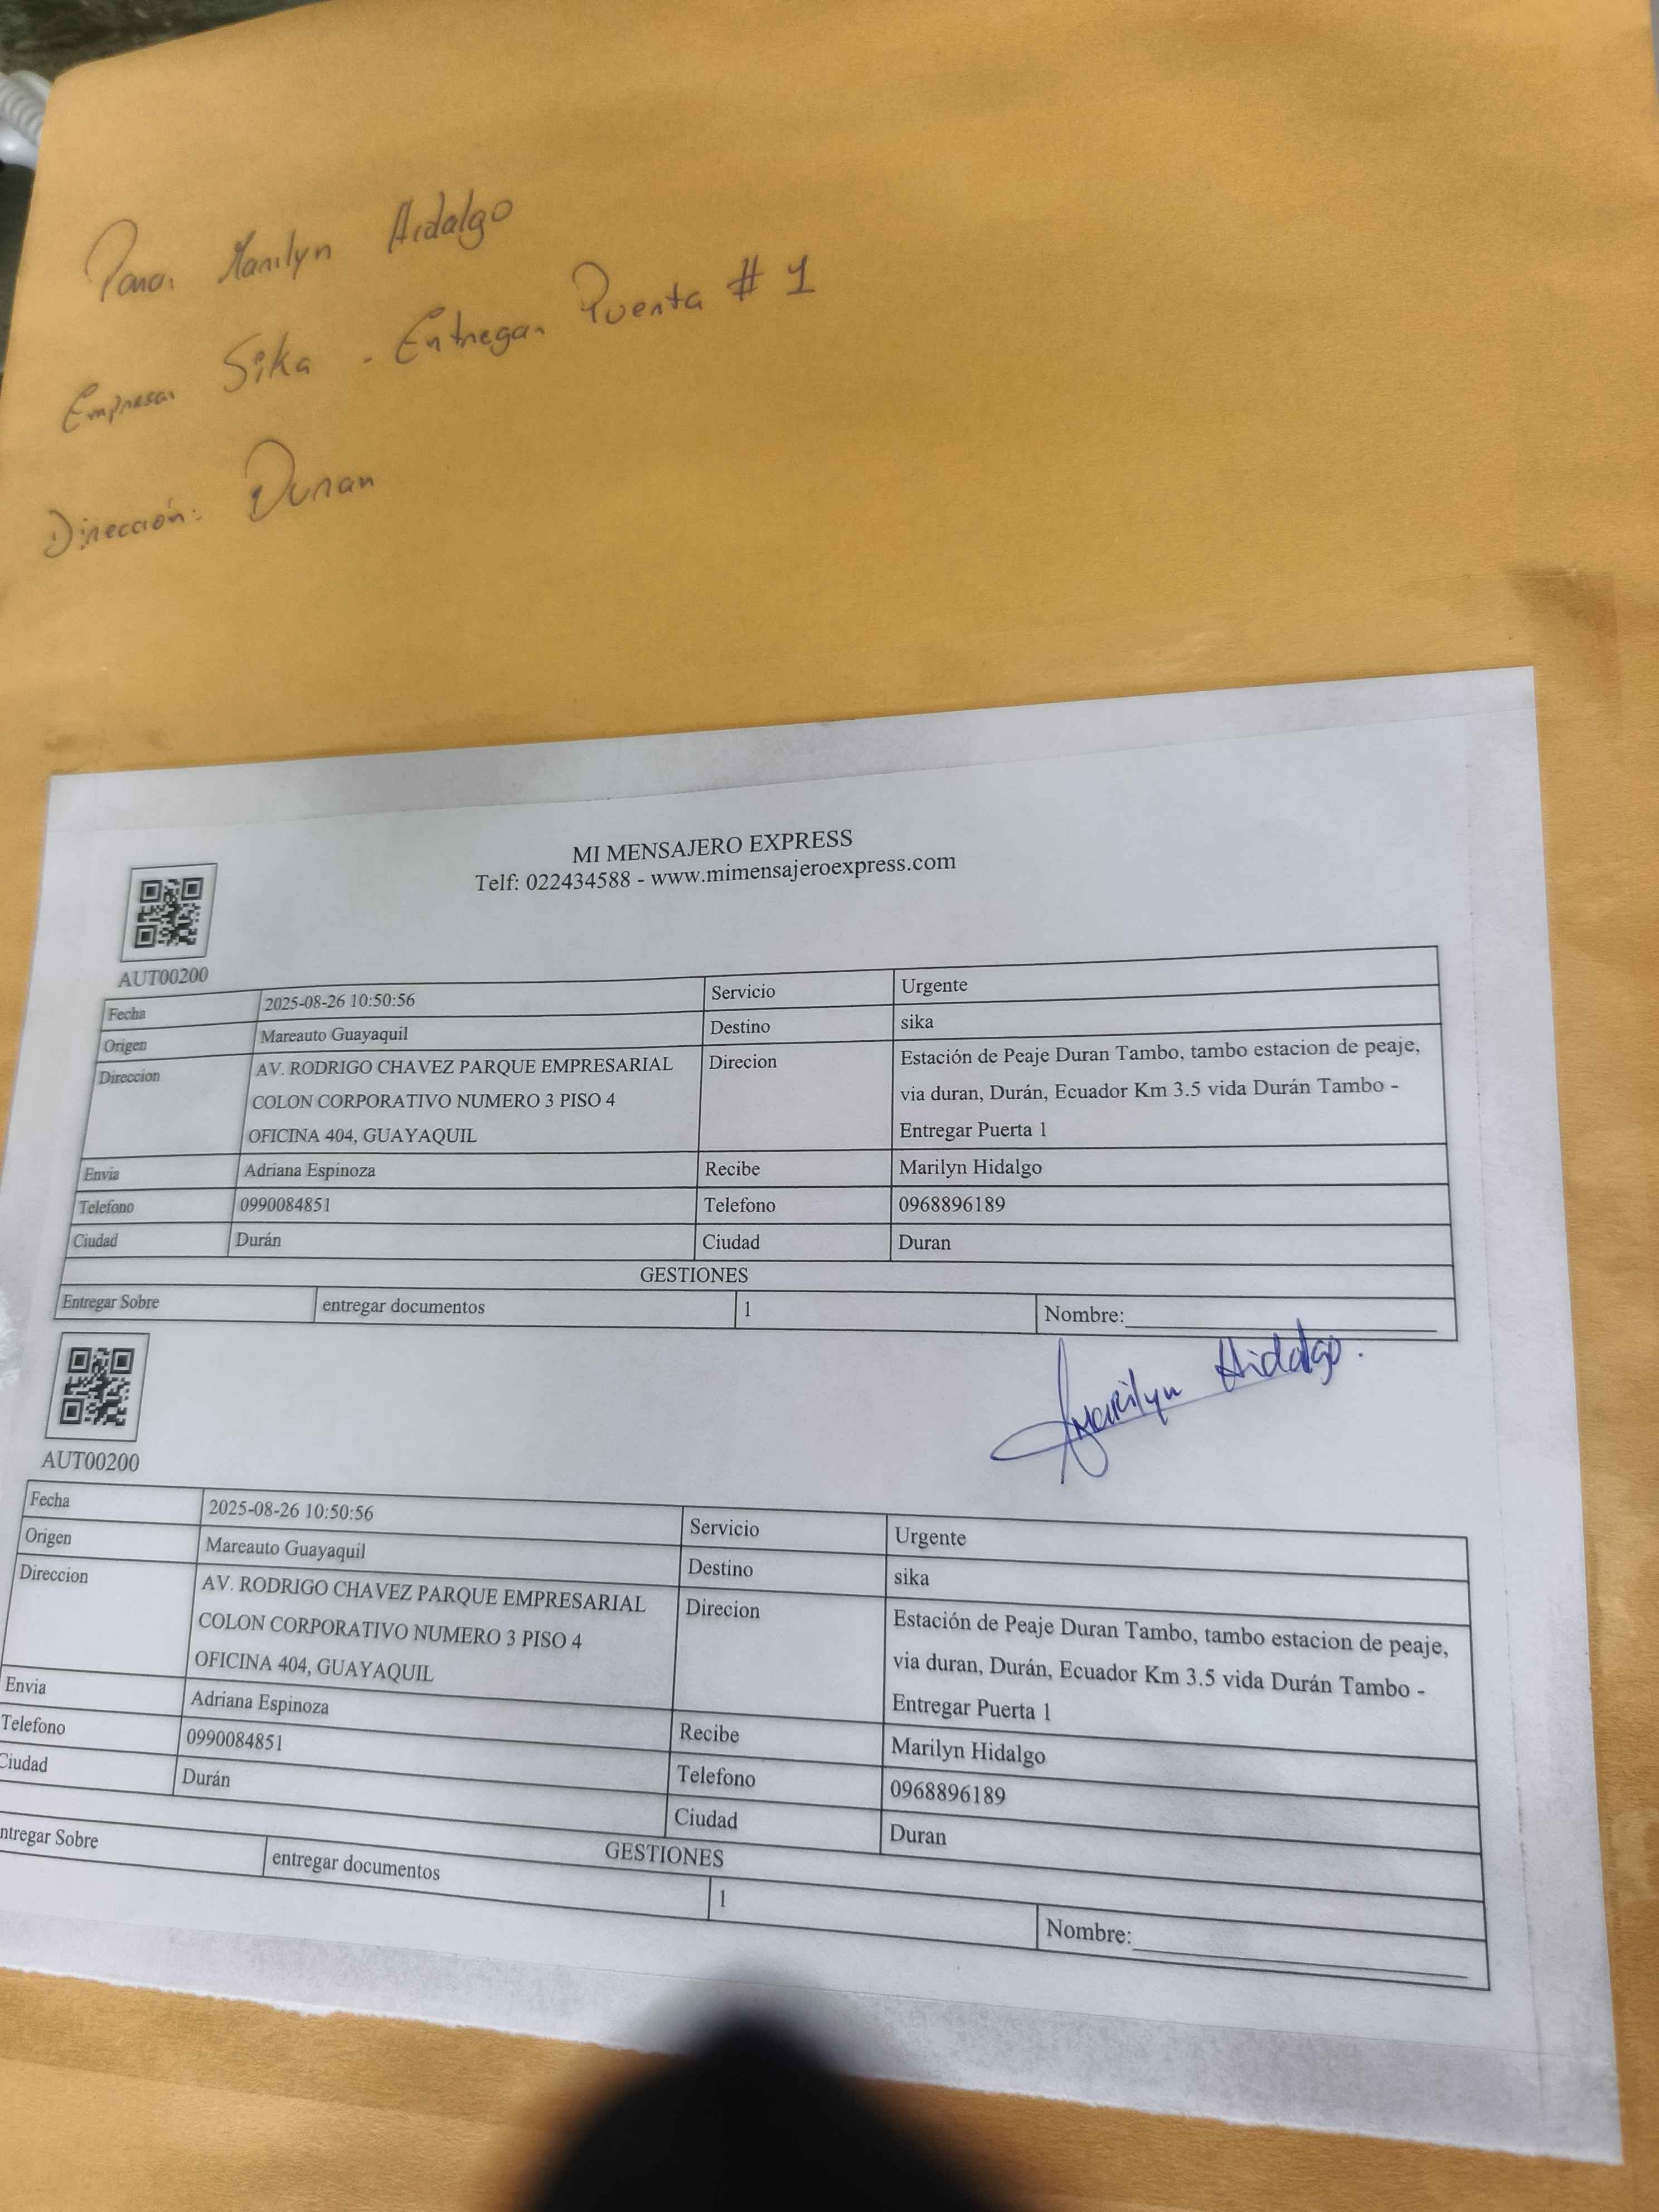 Para: Marilyn Hidalgo
Empresa: Sika - Entregar Puerta # 1
Dirección: Duran
MI MENSAJERO EXPRESS
Telf: 022434588 - www.mimensajeroexpress.com
AUT00200
Fecha 2025-08-26 10:50:56 Servicio Urgente
Origen Mareauto Guayaquil Destino sika
Direccion AV. RODRIGO CHAVEZ PARQUE EMPRESARIAL Direcion Estación de Peaje Duran Tambo, tambo estacion de peaje,
COLON CORPORATIVO NUMERO 3 PISO 4 via duran, Durán, Ecuador Km 3.5 vida Durán Tambo -
OFICINA 404, GUAYAQUIL Entregar Puerta 1
Envia Adriana Espinoza Recibe Marilyn Hidalgo
Telefono 0990084851 Telefono 0968896189
Ciudad Durán Ciudad Duran
GESTIONES
Entregar Sobre entregar documentos 1 Nombre:
Marilyn Hidalgo.
AUT00200
Fecha 2025-08-26 10:50:56 Servicio Urgente
Origen Mareauto Guayaquil Destino sika
Direccion AV. RODRIGO CHAVEZ PARQUE EMPRESARIAL Direcion Estación de Peaje Duran Tambo, tambo estacion de peaje,
COLON CORPORATIVO NUMERO 3 PISO 4 via duran, Durán, Ecuador Km 3.5 vida Durán Tambo -
OFICINA 404, GUAYAQUIL Entregar Puerta 1
Envia Adriana Espinoza Recibe Marilyn Hidalgo
Telefono 0990084851 Telefono 0968896189
Ciudad Durán Ciudad Duran
GESTIONES
ntregar Sobre entregar documentos 1 Nombre: